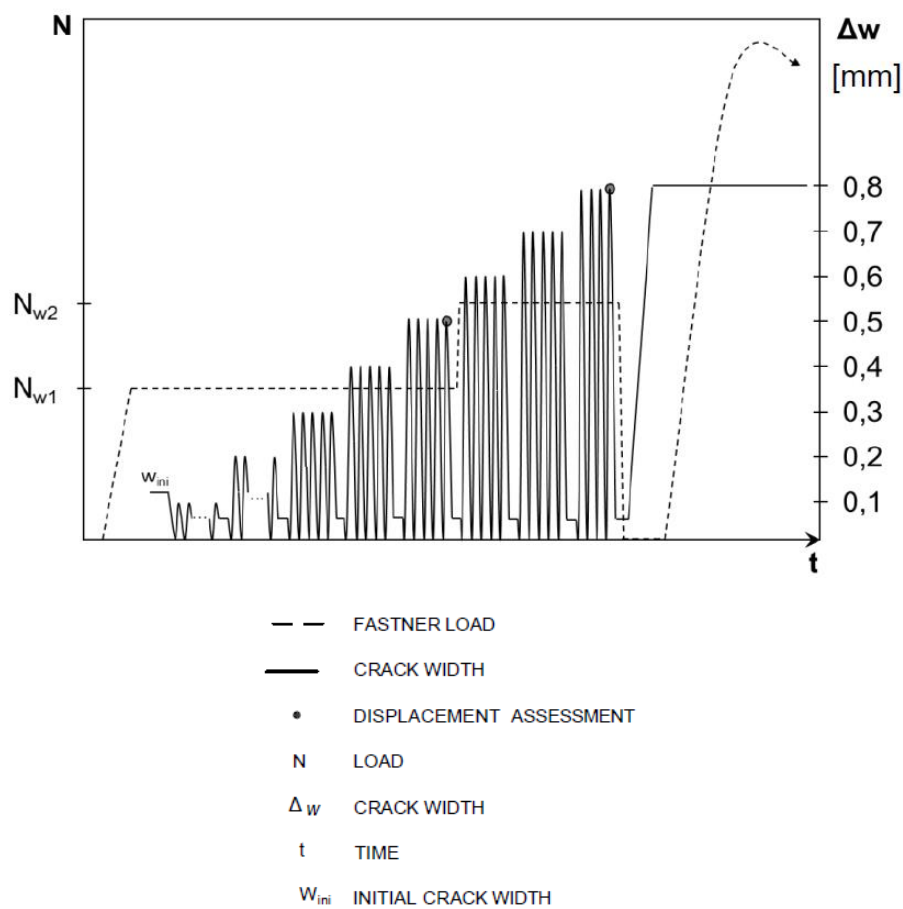 N
Δw
[mm]
0,8
0,7
0,6
N_w2
0,5
0,4
N_w1
0,3
w_ini
0,2
0,1
t
FASTNER LOAD
CRACK WIDTH
DISPLACEMENT ASSESSMENT
N LOAD
Δ_w CRACK WIDTH
t TIME
W_ini INITIAL CRACK WIDTH